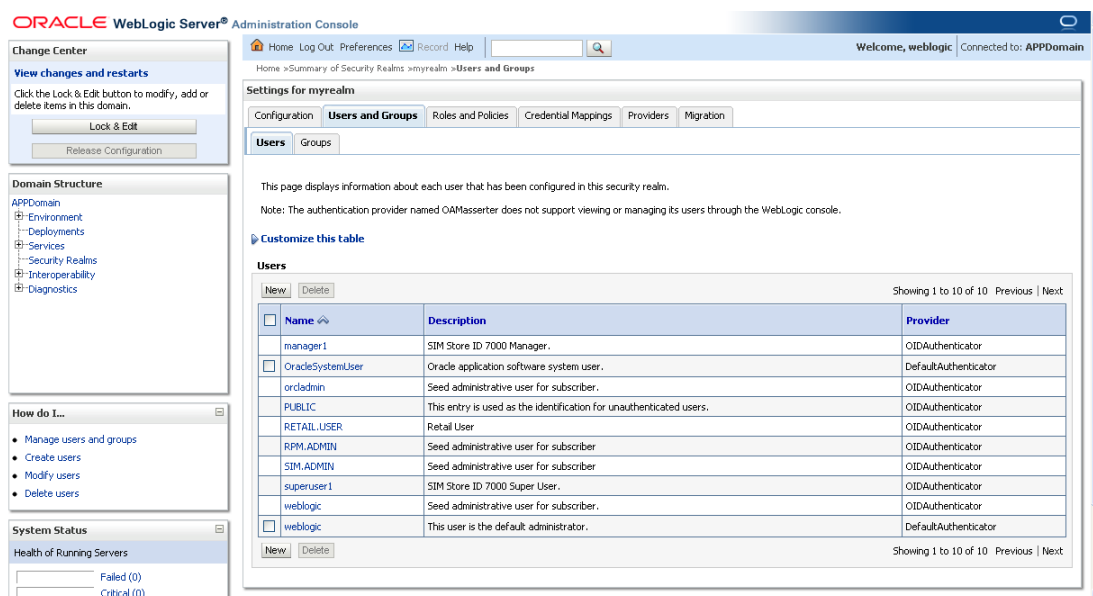 ORACLE WebLogic Server® Administration Console
Change Center
View changes and restarts
Click the Lock & Edit button to modify, add or
delete items in this domain.
Lock & Edit
Release Configuration
Domain Structure
APPDomain
Environment
Deployments
Services
Security Realms
Interoperability
Diagnostics
How do I...
Manage users and groups
Create users
Modify users
Delete users
System Status
Health of Running Servers
Failed (0)
Critical (0)
Home Log Out Preferences Record Help
Welcome, weblogic Connected to: APPDomain
Home >Summary of Security Realms >myrealm >Users and Groups
Settings for myrealm
Configuration Users and Groups Roles and Policies Credential Mappings Providers Migration
Users Groups
This page displays information about each user that has been configured in this security realm.
Note: The authentication provider named OAMasserter does not support viewing or managing its users through the WebLogic console.
Customize this table
Users
New Delete Showing 1 to 10 of 10 Previous | Next
Name Description Provider
manager1 SIM Store ID 7000 Manager. OIDAuthenticator
OracleSystemUser Oracle application software system user. DefaultAuthenticator
orcladmin Seed administrative user for subscriber. OIDAuthenticator
PUBLIC This entry is used as the identification for unauthenticated users. OIDAuthenticator
RETAIL.USER Retail User OIDAuthenticator
RPM.ADMIN Seed administrative user for subscriber OIDAuthenticator
SIM.ADMIN Seed administrative user for subscriber OIDAuthenticator
superuser1 SIM Store ID 7000 Super User. OIDAuthenticator
weblogic Seed administrative user for subscriber. OIDAuthenticator
weblogic This user is the default administrator. DefaultAuthenticator
New Delete Showing 1 to 10 of 10 Previous | Next